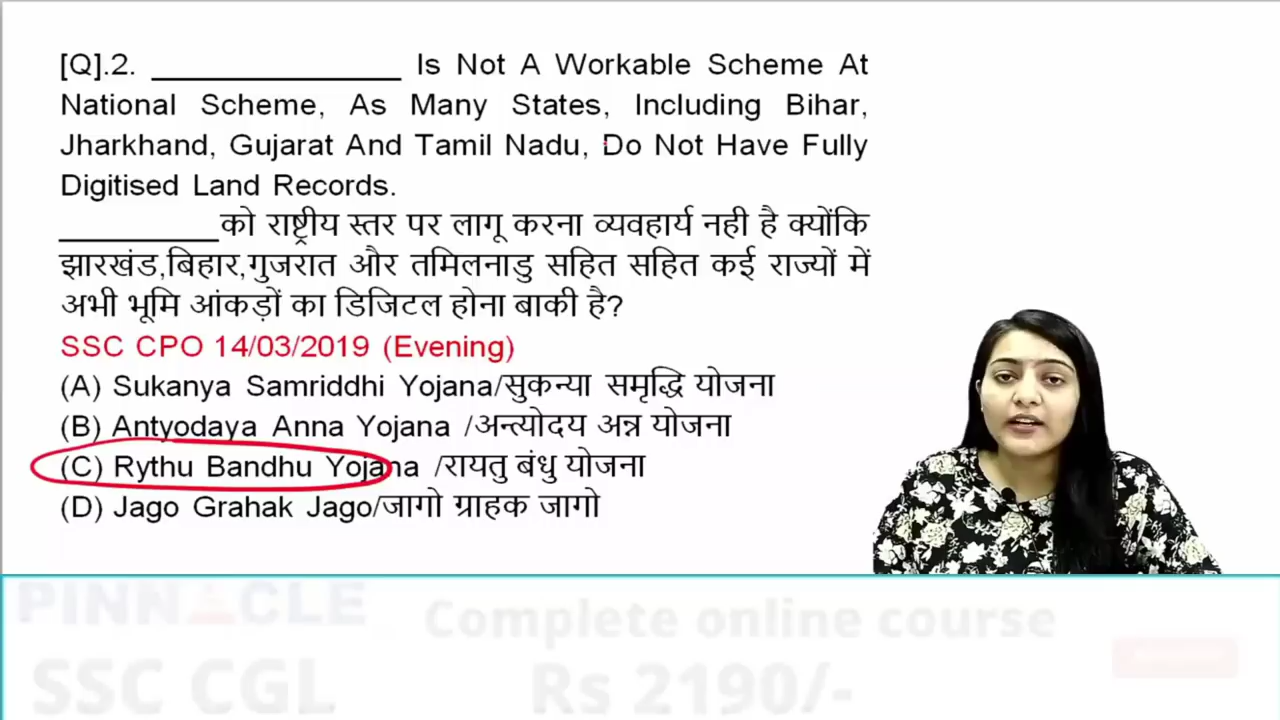 [Q].2. ______________ Is Not A Workable Scheme At
National Scheme, As Many States, Including Bihar,
Jharkhand, Gujarat And Tamil Nadu, Do Not Have Fully
Digitised Land Records.
_________को राष्ट्रीय स्तर पर लागू करना व्यवहार्य नही है क्योंकि
झारखंड,बिहार,गुजरात और तमिलनाडु सहित सहित कई राज्यों में
अभी भूमि आंकड़ों का डिजिटल होना बाकी है?
SSC CPO 14/03/2019 (Evening)
(A) Sukanya Samriddhi Yojana/सुकन्या समृद्धि योजना
(B) Antyodaya Anna Yojana /अन्त्योदय अन्न योजना
(C) Rythu Bandhu Yojana /रायतु बंधु योजना
(D) Jago Grahak Jago/जागो ग्राहक जागो
PINNACLE
Complete online course
SSC CGL
Rs 2190/-